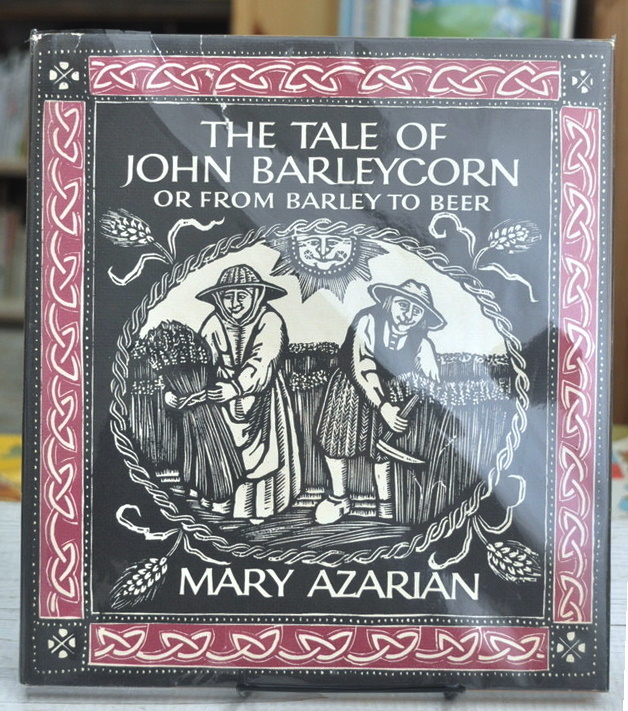 THE TALE OF
JOHN BARLEYCORN
OR FROM BARLEY TO BEER
MARY AZARIAN